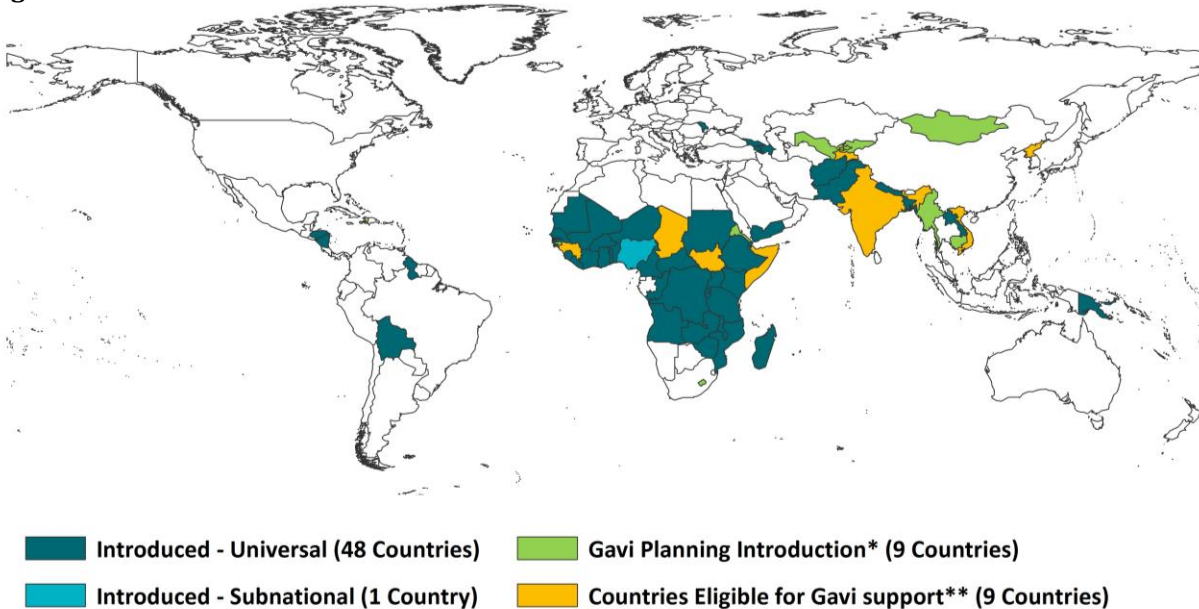 Introduced - Universal (48 Countries)
Gavi Planning Introduction* (9 Countries)
Introduced - Subnational (1 Country)
Countries Eligible for Gavi support** (9 Countries)